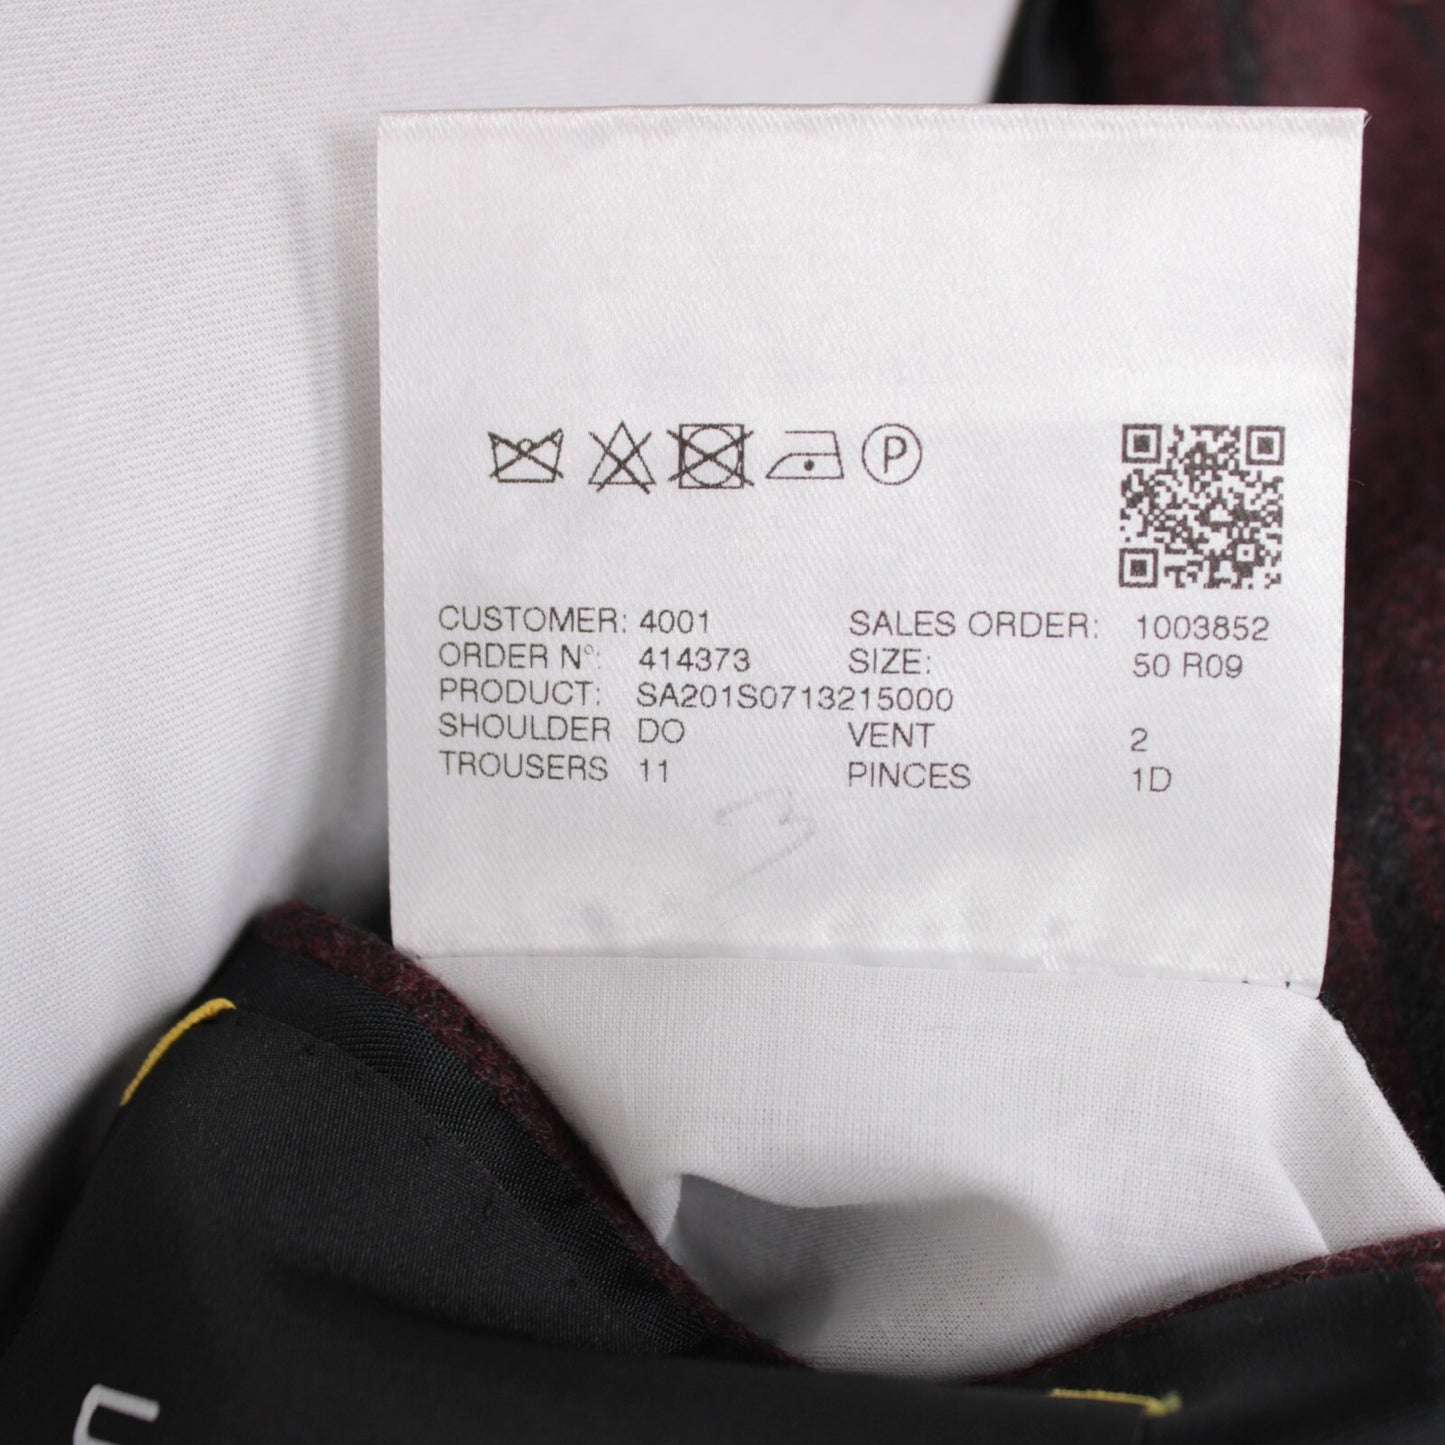 P
CUSTOMER: 4001 SALES ORDER: 1003852
ORDER N°: 414373 SIZE: 50 R09
PRODUCT: SA201S0713215000
SHOULDER DO VENT 2
TROUSERS 11 PINCES 1D
3